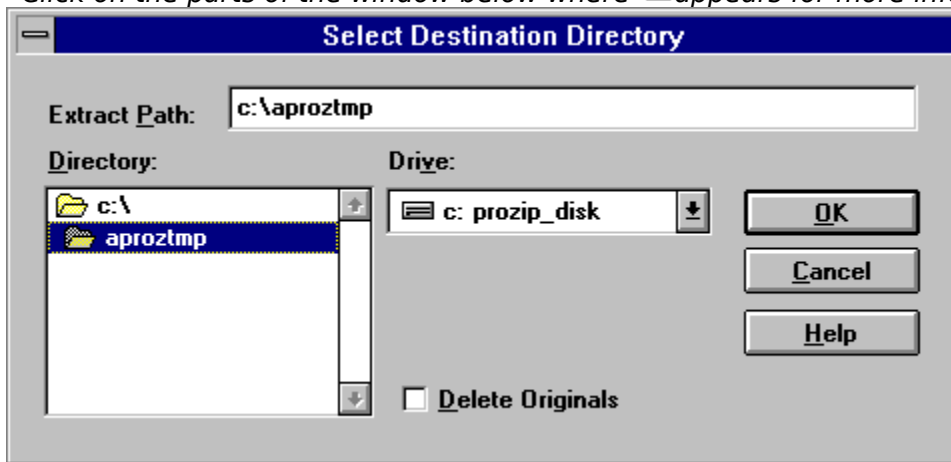 Click on the parts of the window below where appears for more inf
Select Destination Directory
Extract Path: c:\aproztmp
Directory: Drive:
c:\ c: prozip_disk OK
aproztmp
Cancel
Help
Delete Originals